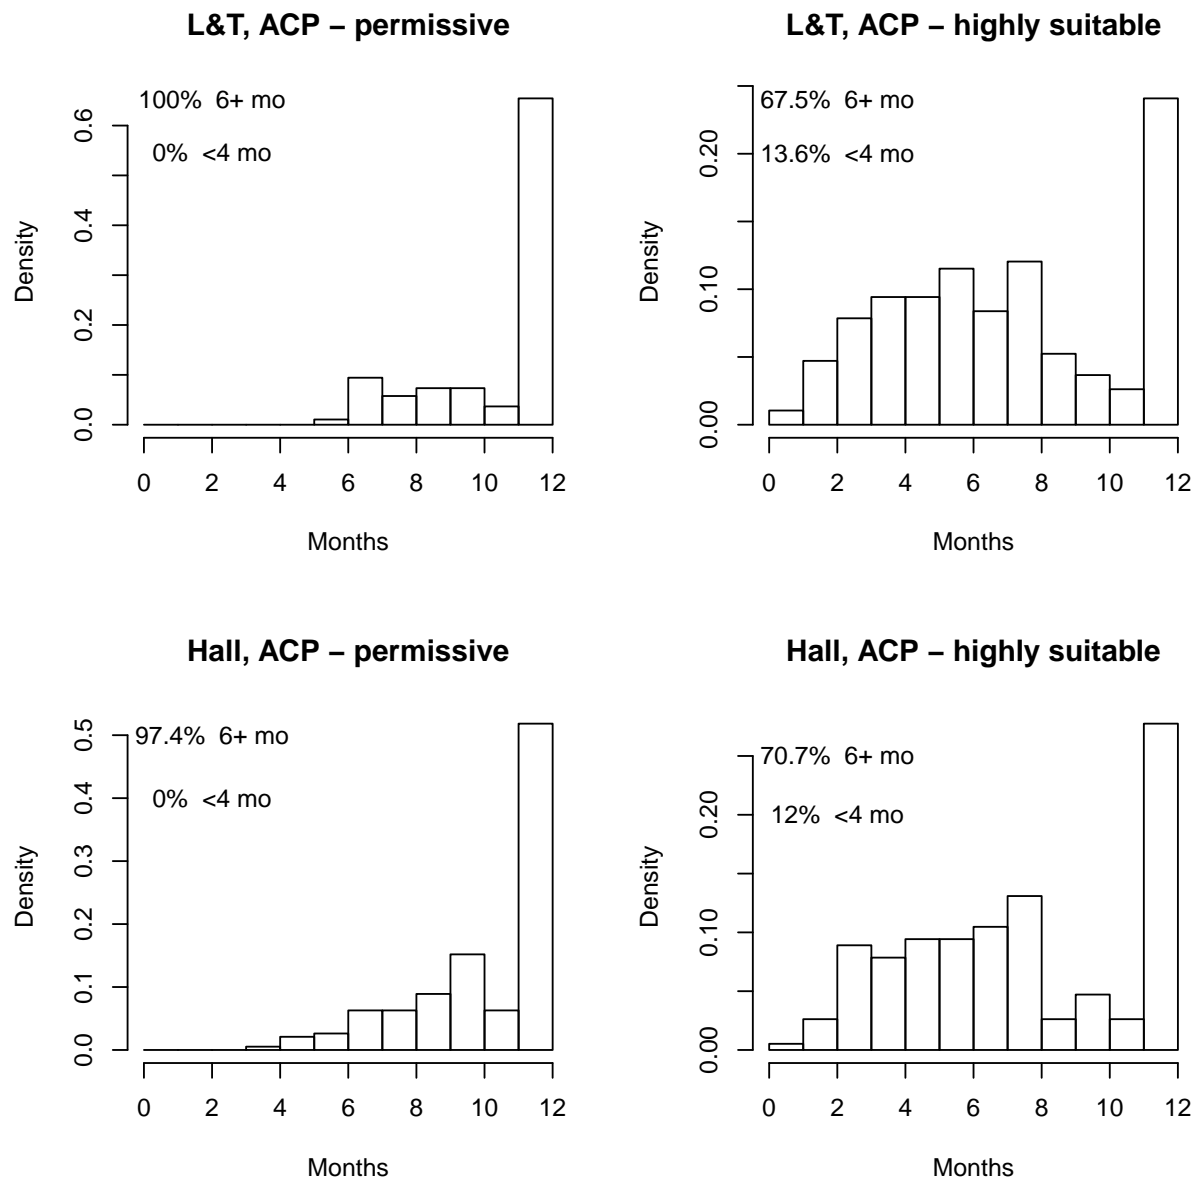 L&T, ACP – permissive
100% 6+ mo
0% <4 mo
Density
0.0 0.2 0.4 0.6
0 2 4 6 8 10 12
Months
L&T, ACP – highly suitable
67.5% 6+ mo
13.6% <4 mo
Density
0.00 0.10 0.20
0 2 4 6 8 10 12
Months
Hall, ACP – permissive
97.4% 6+ mo
0% <4 mo
Density
0.0 0.1 0.2 0.3 0.4 0.5
0 2 4 6 8 10 12
Months
Hall, ACP – highly suitable
70.7% 6+ mo
12% <4 mo
Density
0.00 0.10 0.20
0 2 4 6 8 10 12
Months